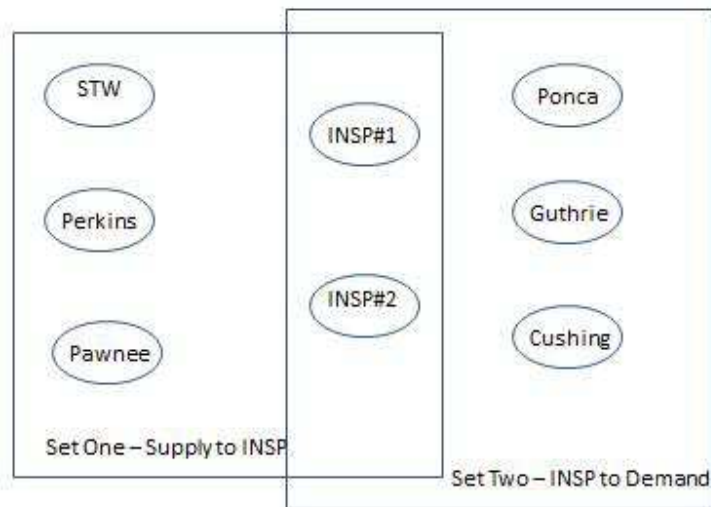 STW
Perkins
Pawnee
INSP#1
INSP#2
Ponca
Guthrie
Cushing
Set One – Supply to INSP
Set Two – INSP to Demand